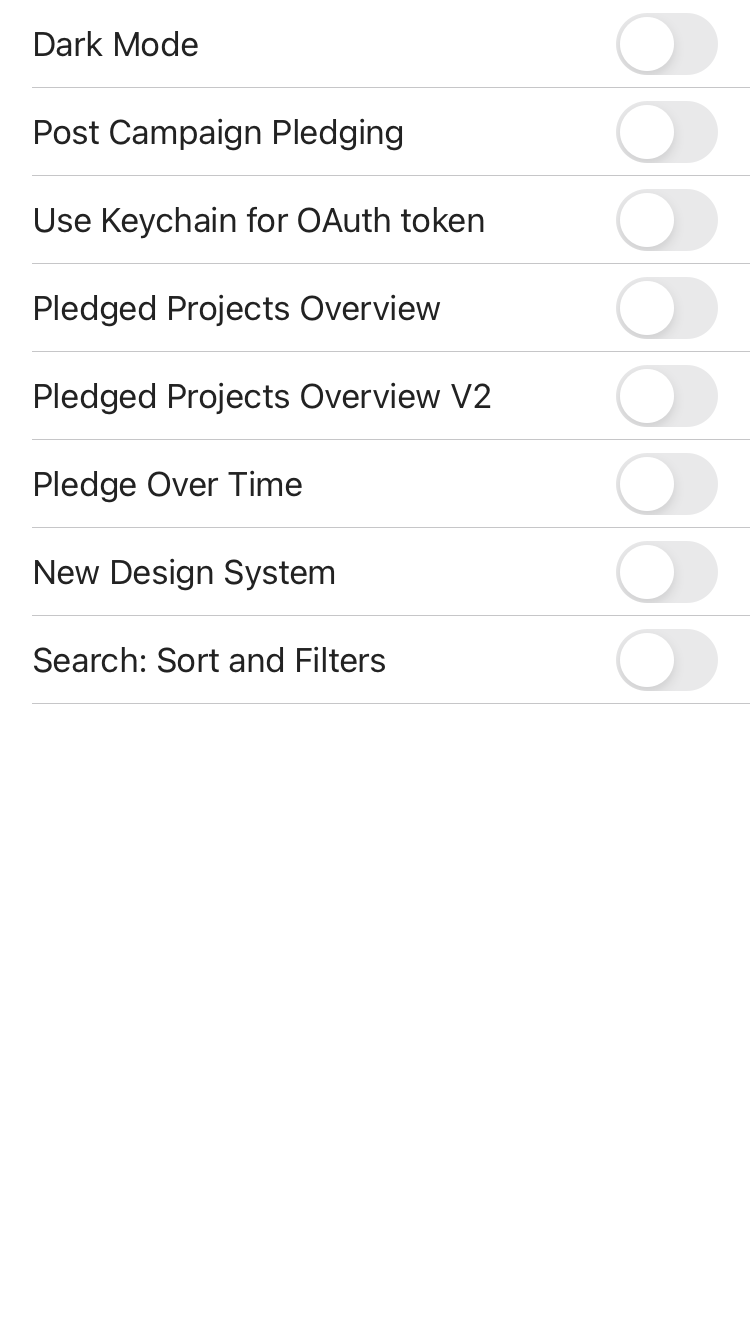 Dark Mode
Post Campaign Pledging
Use Keychain for OAuth token
Pledged Projects Overview
Pledged Projects Overview V2
Pledge Over Time
New Design System
Search: Sort and Filters